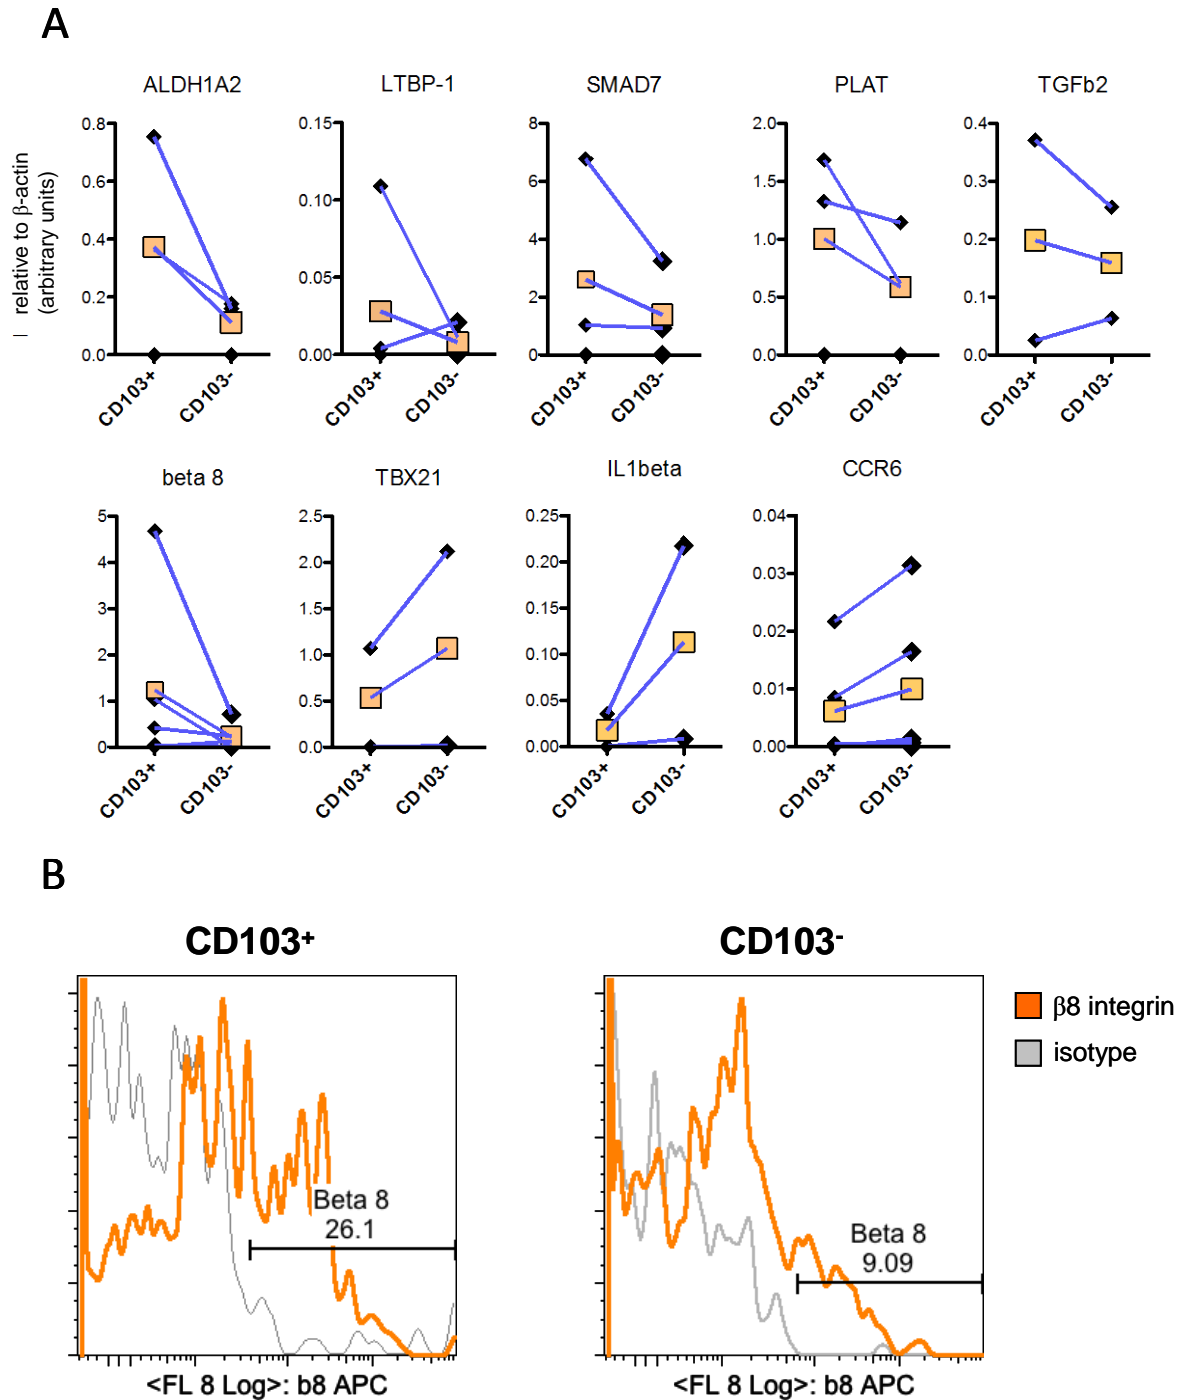 A
ALDH1A2
LTBP-1
SMAD7
PLAT
TGFb2
relative to β-actin
(arbitrary units)
0.8
0.6
0.4
0.2
0.0
CD103+
CD103-
0.15
0.10
0.05
0.00
CD103+
CD103-
8
6
4
2
0
CD103+
CD103-
2.0
1.5
1.0
0.5
0.0
CD103+
CD103-
0.4
0.3
0.2
0.1
0.0
CD103+
CD103-
beta 8
TBX21
IL1beta
CCR6
5
4
3
2
1
0
CD103+
CD103-
2.5
2.0
1.5
1.0
0.5
0.0
CD103+
CD103-
0.25
0.20
0.15
0.10
0.05
0.00
CD103+
CD103-
0.04
0.03
0.02
0.01
0.00
CD103+
CD103-
B
CD103+
CD103-
Beta 8
26.1
<FL 8 Log>: b8 APC
Beta 8
9.09
<FL 8 Log>: b8 APC
β8 integrin
isotype